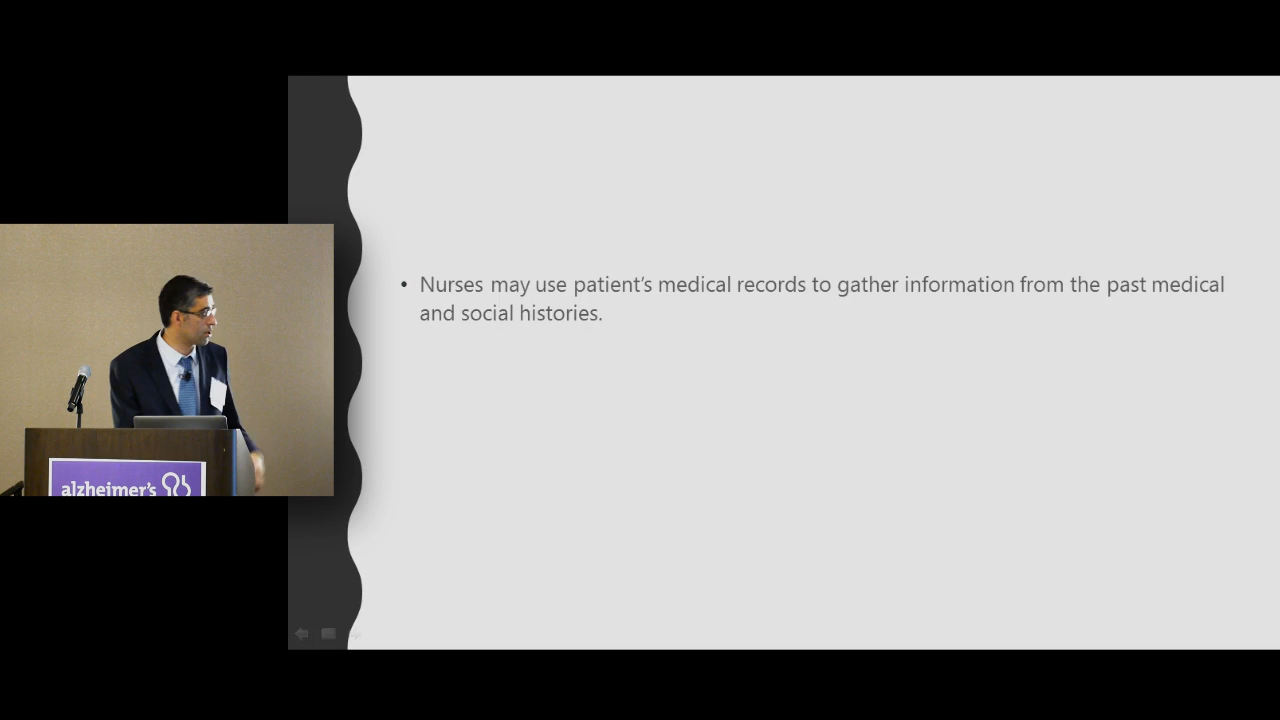 • Nurses may use patient's medical records to gather information from the past medical
and social histories.
alzheimer's